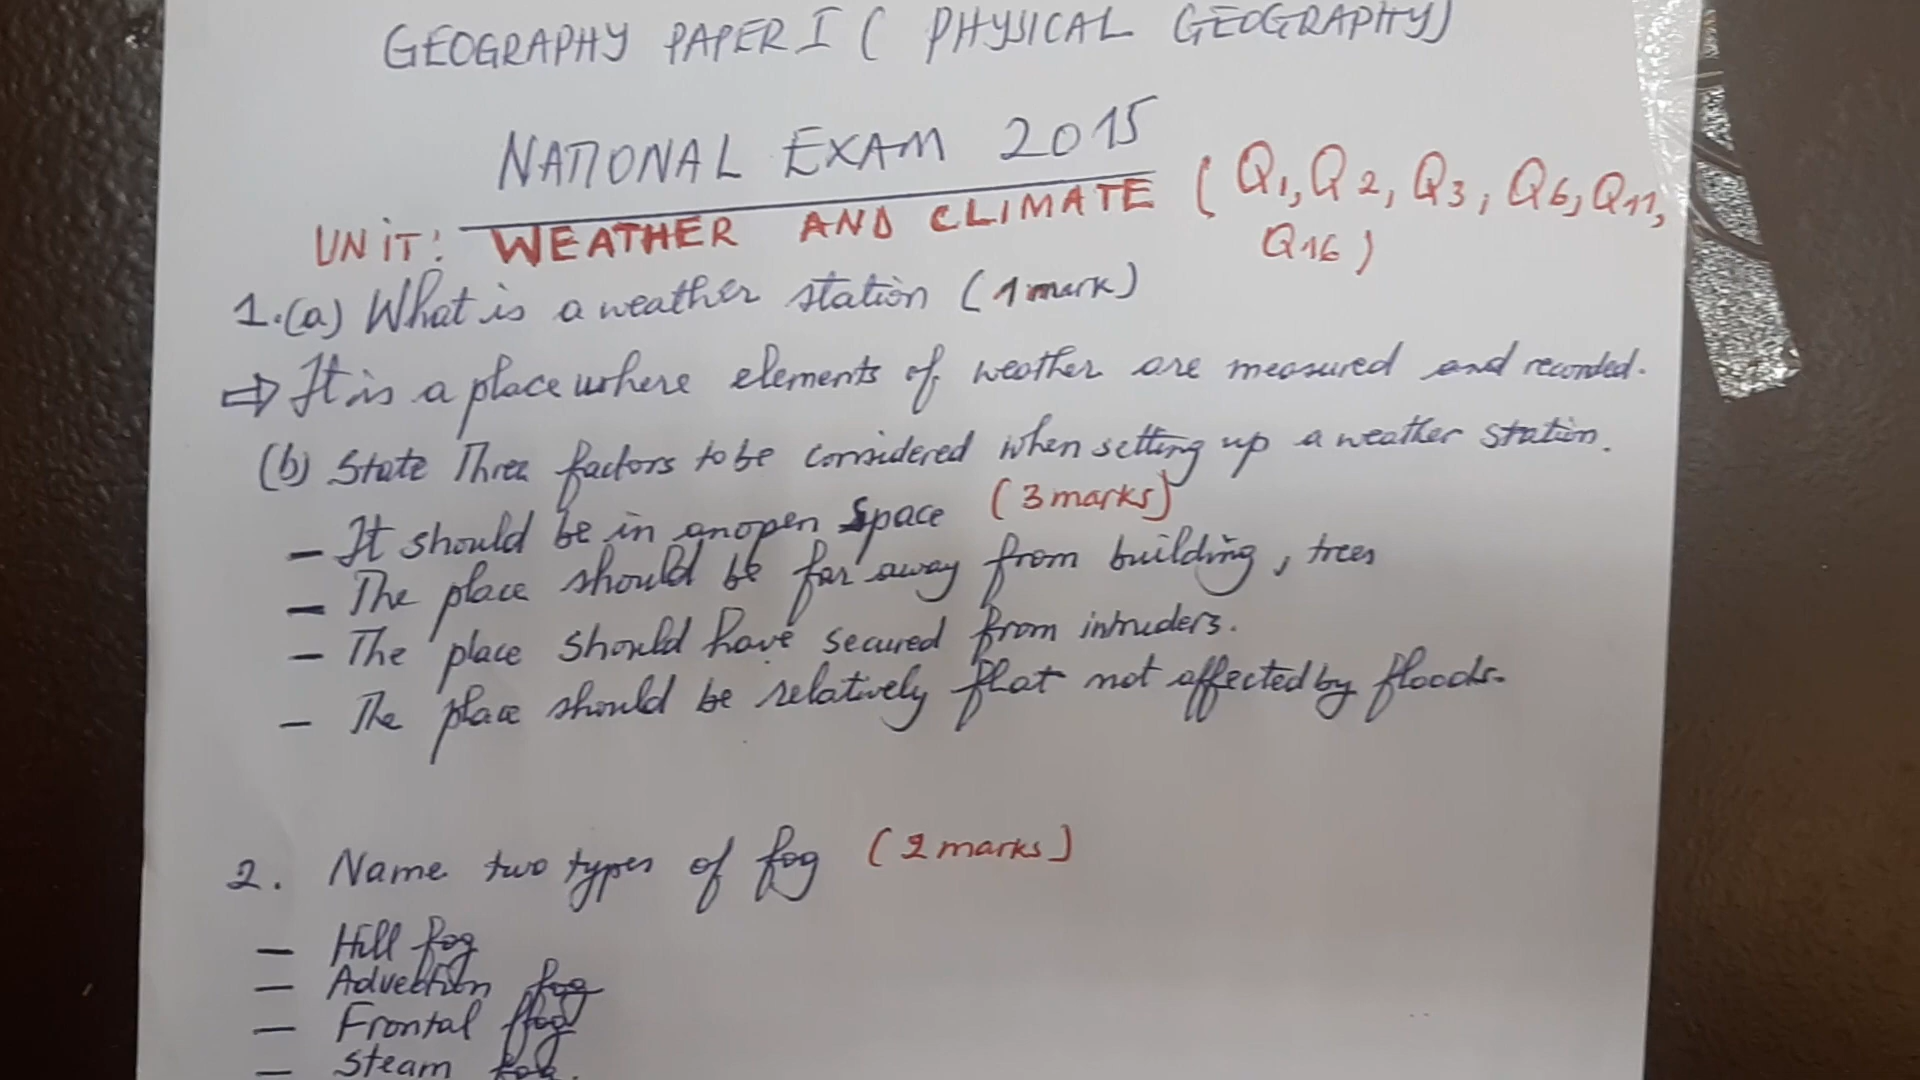 GEOGRAPHY PAPER I ( PHYSICAL GEOGRAPHY)
NATIONAL EXAM 2015
UNIT: WEATHER AND CLIMATE ( Q1, Q2, Q3, Q6, Q11,
Q16 )
1.(a) What is a weather station (1 mark)
⇒ It is a place where elements of weather are measured and recorded.
(b) State Three factors to be considered when setting up a weather station.
(3 marks)
- It should be in an open space
- The place should be far away from building, trees
- The place should have secured from intruders.
- The place should be relatively flat not affected by floods.
2. Name two types of fog (2 marks)
- Hill fog
- Advection fog
- Frontal fog
- Steam fog.